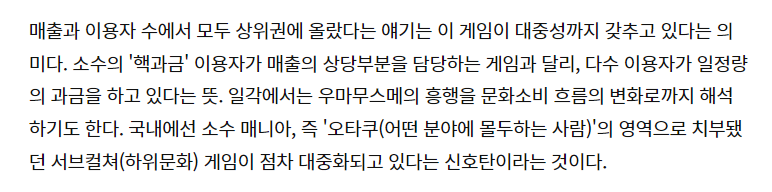 매출과 이용자 수에서 모두 상위권에 올랐다는 얘기는 이 게임이 대중성까지 갖추고 있다는 의
미다. 소수의 '핵과금' 이용자가 매출의 상당부분을 담당하는 게임과 달리, 다수 이용자가 일정량
의 과금을 하고 있다는 뜻. 일각에서는 우마무스메의 흥행을 문화소비 흐름의 변화로까지 해석
하기도 한다. 국내에선 소수 매니아, 즉 '오타쿠(어떤 분야에 몰두하는 사람)'의 영역으로 치부됐
던 서브컬쳐(하위문화) 게임이 점차 대중화되고 있다는 신호탄이라는 것이다.